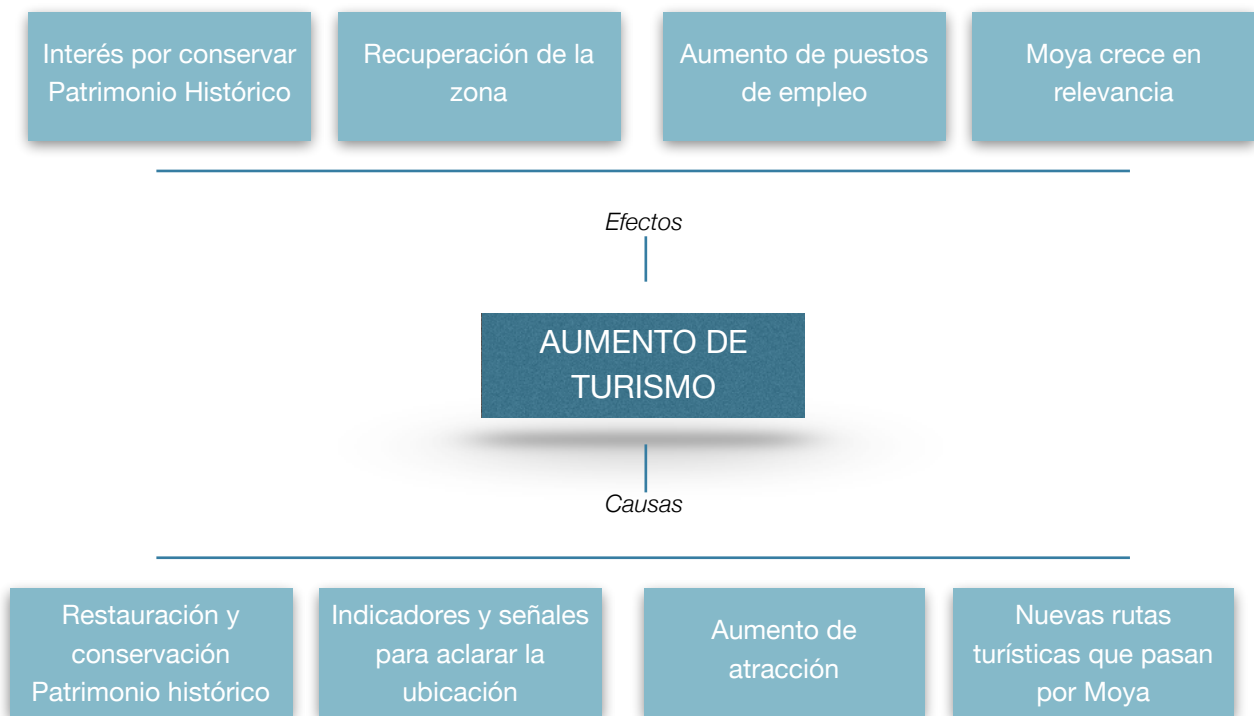 Interés por conservar
Patrimonio Histórico
Recuperación de la
zona
Aumento de puestos
de empleo
Moya crece en
relevancia
Efectos
AUMENTO DE
TURISMO
Causas
Restauración y
conservación
Patrimonio histórico
Indicadores y señales
para aclarar la
ubicación
Aumento de
atracción
Nuevas rutas
turísticas que pasan
por Moya